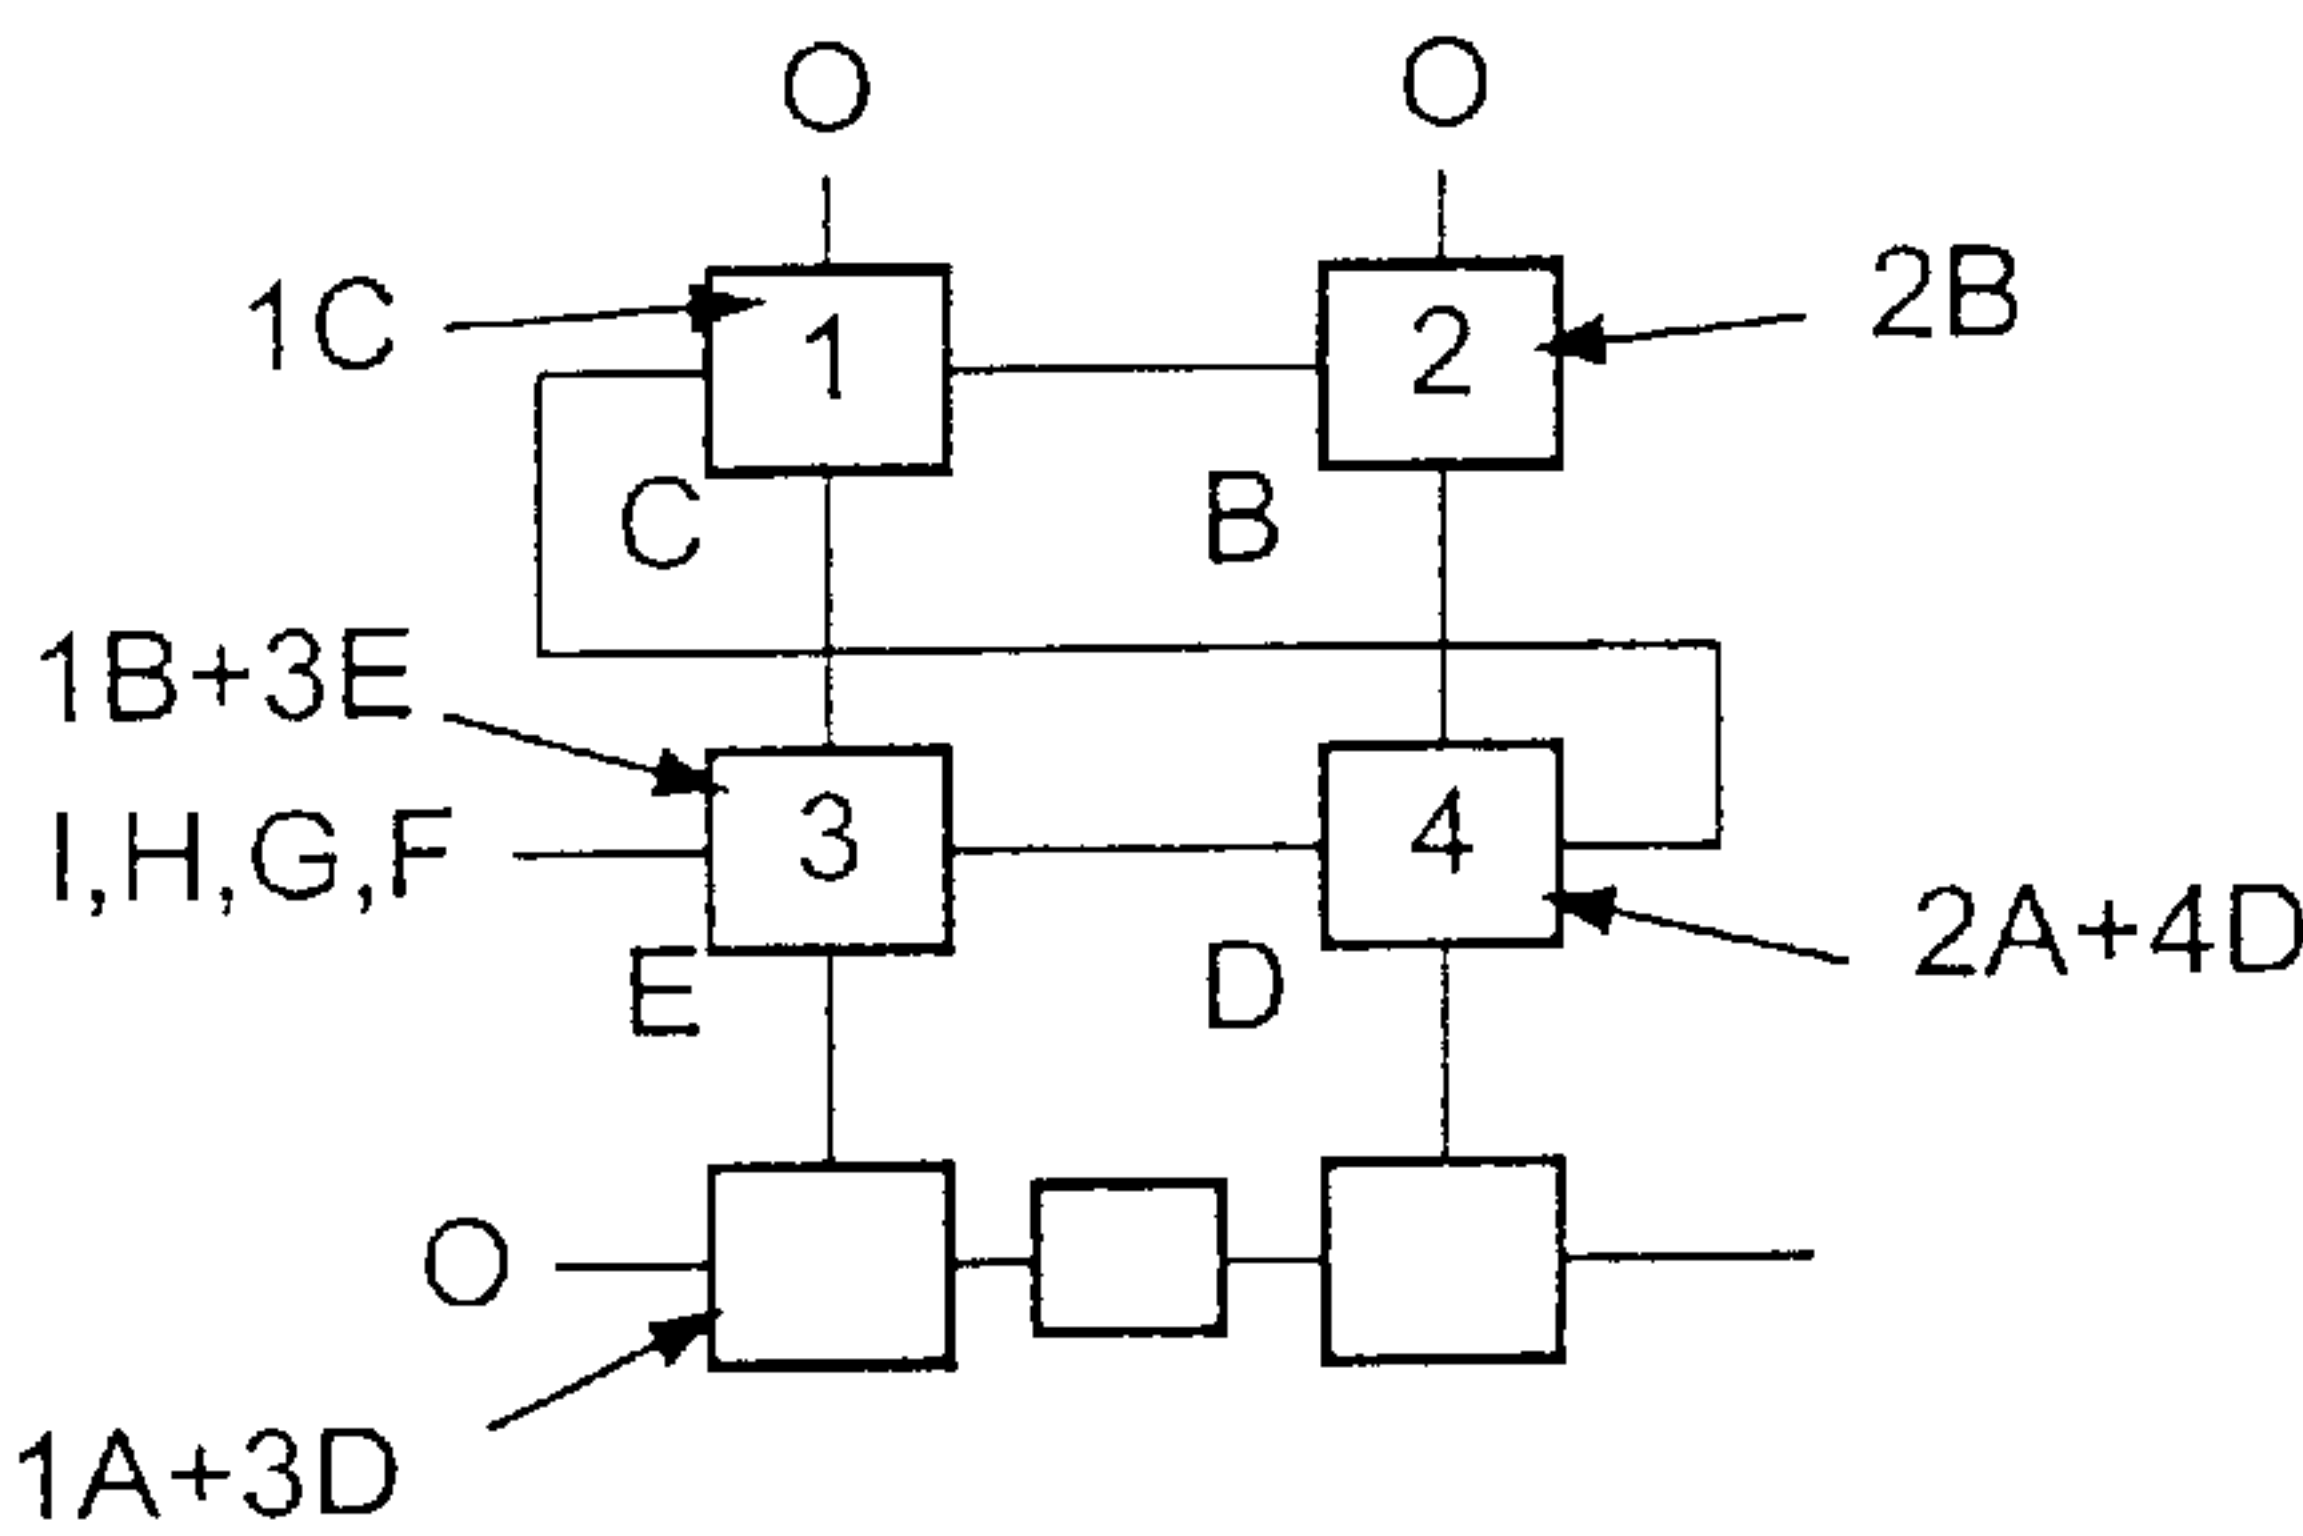 O O
1C 1 2 2B
C B
1B+3E
I,H,G,F 3 4
2A+4D
E D
O
1A+3D